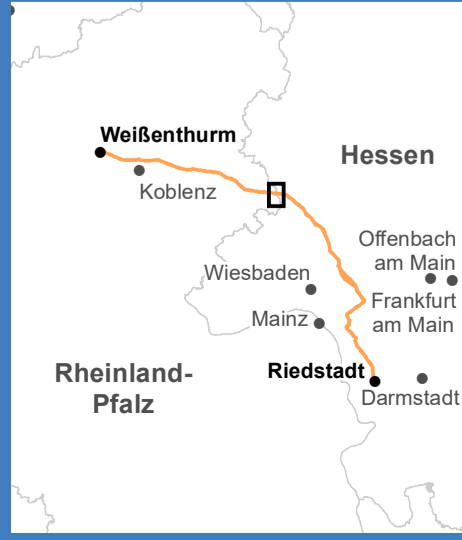 Weißenthurm
Hessen
Koblenz
Offenbach
am Main
Wiesbaden
Frankfurt
am Main
Mainz
Rheinland-
Pfalz
Riedstadt
Darmstadt